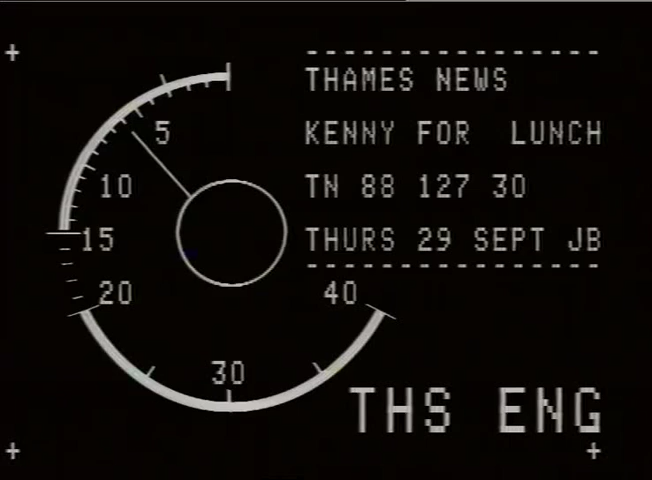 THAMES NEWS
KENNY FOR LUNCH
TN 88 127 30
THURS 29 SEPT JB
5
10
15
20
30
40
THS ENG